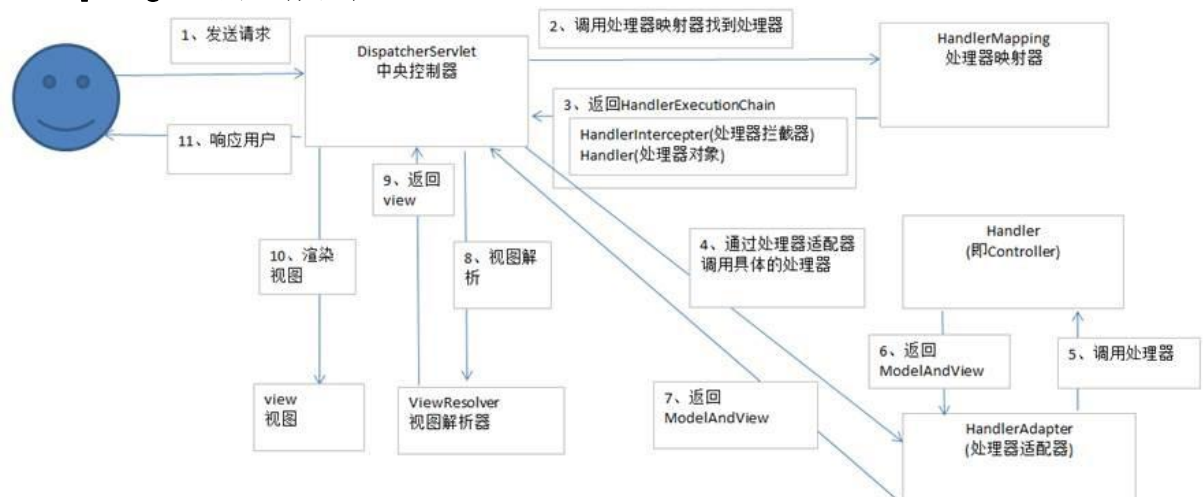 1、发送请求
DispatcherServlet
中央控制器
2、调用处理器映射器找到处理器
HandlerMapping
处理器映射器
3、返回HandlerExecutionChain
HandlerIntercepter(处理器拦截器)
Handler(处理器对象)
11、响应用户
9、返回
view
10、渲染
视图
8、视图解
析
4、通过处理器适配器
调用具体的处理器
Handler
(即Controller)
6、返回
ModelAndView
5、调用处理器
view
视图
ViewResolver
视图解析器
7、返回
ModelAndView
HandlerAdapter
(处理器适配器)